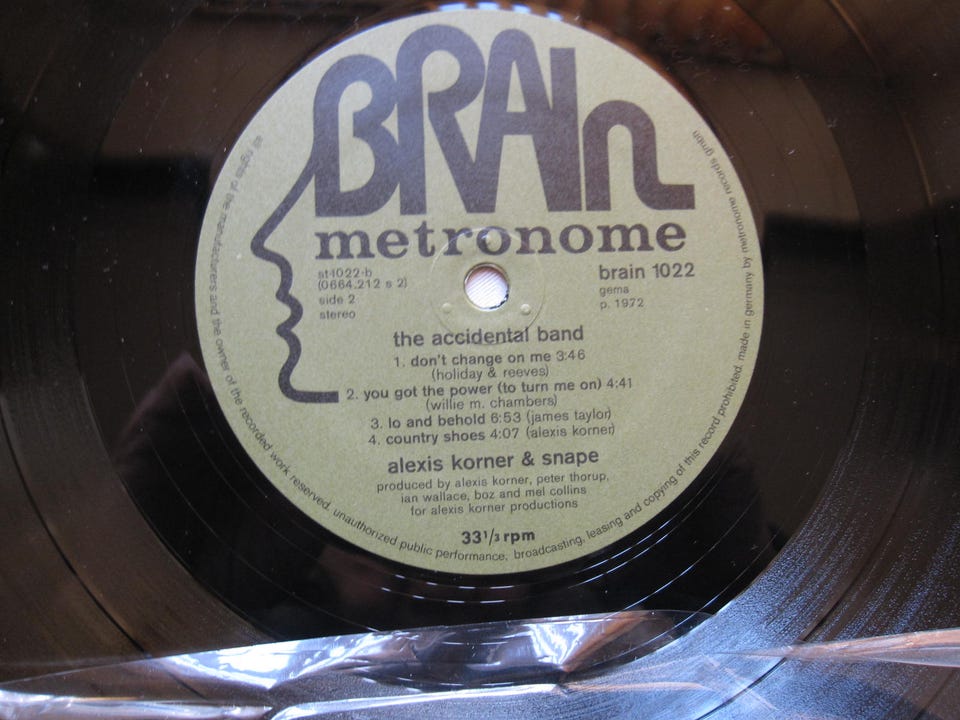 BRAIn
metronome
st-1022-b
(0664.212 s 2)
side 2
stereo
brain 1022
gema
p. 1972
the accidental band
1. don't change on me 3:46
(holiday & reeves)
2. you got the power (to turn me on) 4:41
(willie m. chambers)
3. lo and behold 6:53 (james taylor)
4. country shoes 4:07 (alexis korner)
alexis korner & snape
produced by alexis korner, peter thorup,
ian wallace, boz and mel collins
for alexis korner productions
33 1/3 rpm
all rights of the manufacturers and the owner of the recorded work reserved. unauthorized public performance, broadcasting, leasing and copying of this record prohibited. made in germany by metronome records gmbh